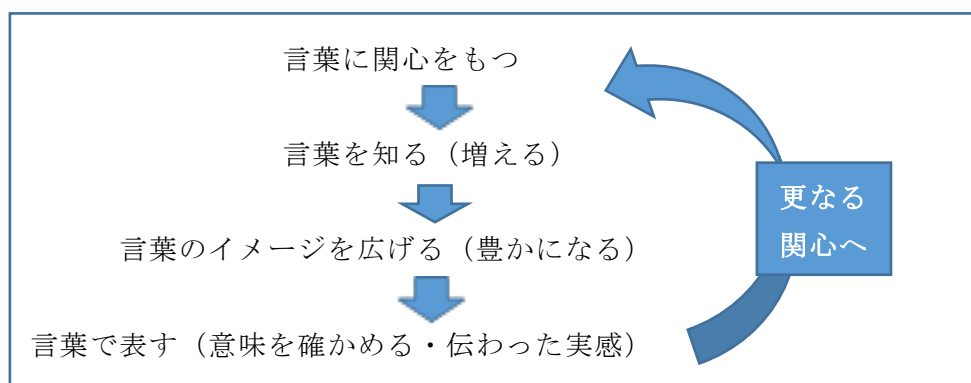 言葉に関心をもつ
言葉を知る（増える）
言葉のイメージを広げる（豊かになる）
言葉で表す（意味を確かめる・伝わった実感）
更なる
関心へ